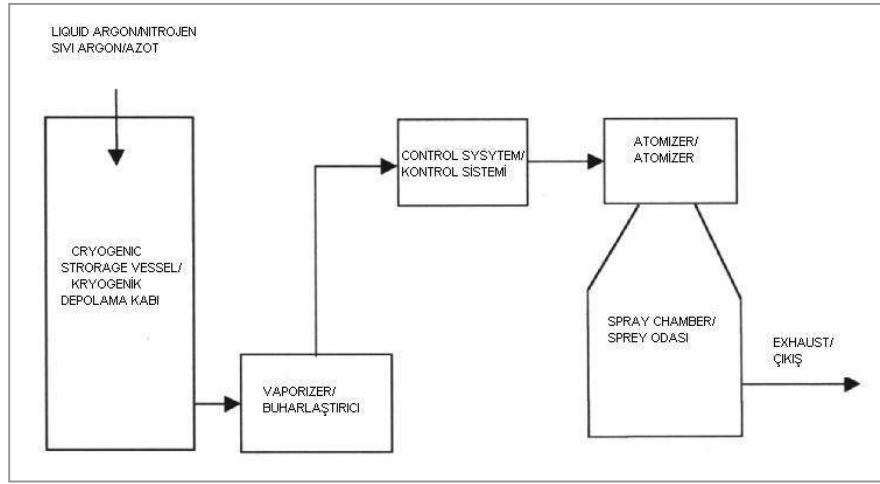 LIQUID ARGON/NITROJEN
SIVI ARGON/AZOT
CRYOGENIC
STRORAGE VESSEL/
KRYOGENİK
DEPOLAMA KABI
VAPORIZER/
BUHARLAŞTIRICI
CONTROL SYSYTEM/
KONTROL SİSTEMİ
ATOMIZER/
ATOMİZER
SPRAY CHAMBER/
SPREY ODASI
EXHAUST/
ÇIKIŞ